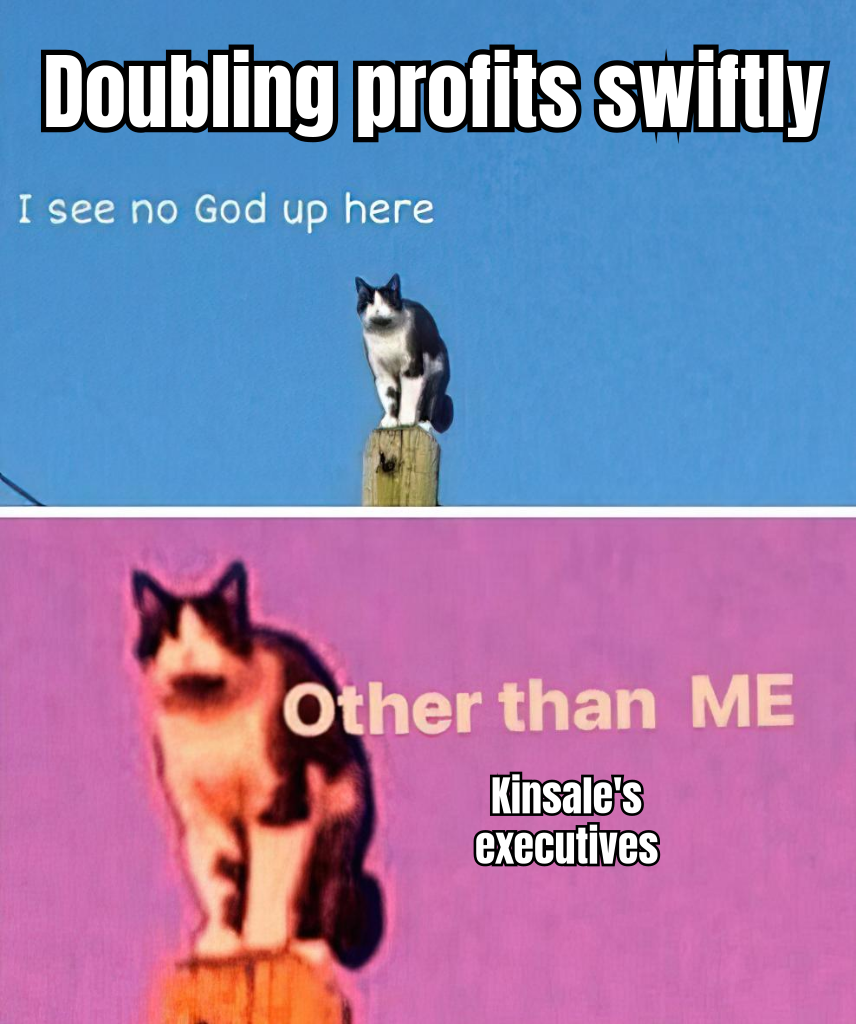 Doubling profits swiftly
I see no God up here
Other than ME
Kinsale's
executives